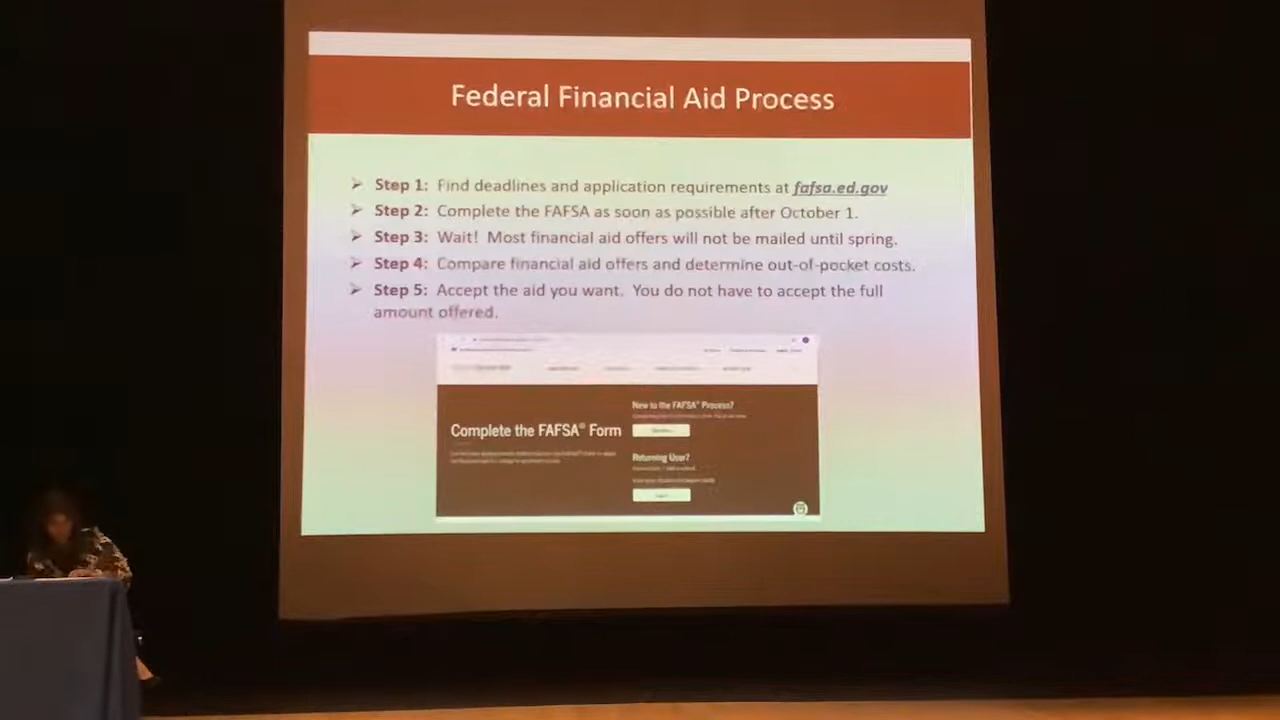 Federal Financial Aid Process
➢ Step 1: Find deadlines and application requirements at fafsa.ed.gov
➢ Step 2: Complete the FAFSA as soon as possible after October 1.
➢ Step 3: Wait! Most financial aid offers will not be mailed until spring.
➢ Step 4: Compare financial aid offers and determine out-of-pocket costs.
➢ Step 5: Accept the aid you want. You do not have to accept the full
amount offered.
New to the FAFSA® Process?
Complete the FAFSA® Form
Returning User?